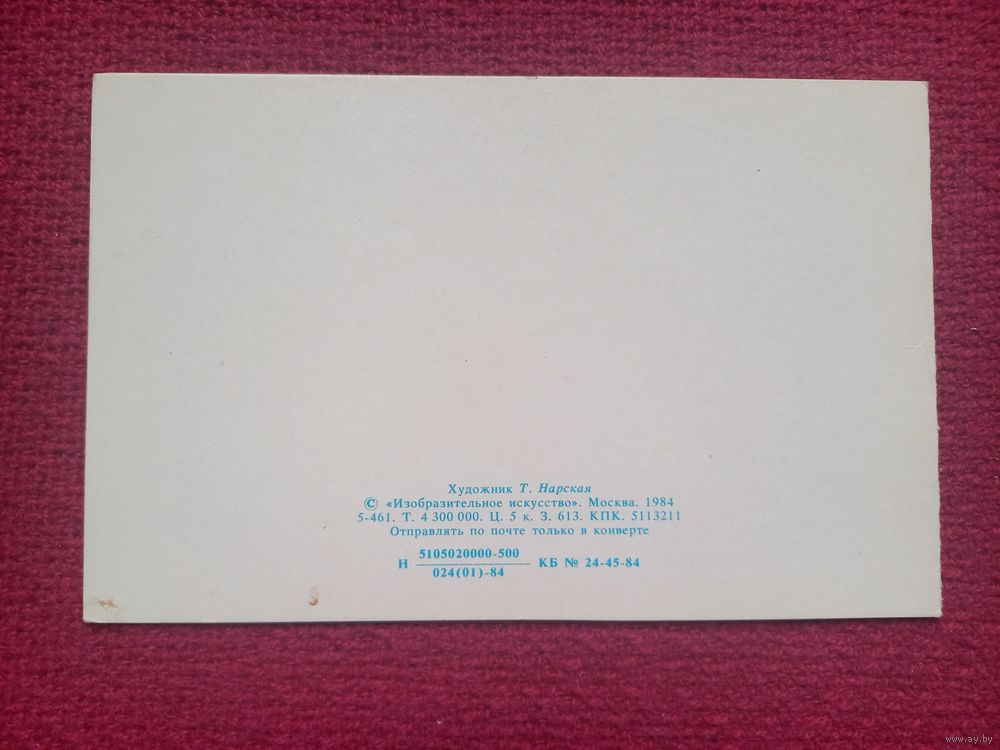 Художник Т. Нарская
© «Изобразительное искусство». Москва. 1984
5-461. Т. 4 300 000. Ц. 5 к. З. 613. КПК. 5113211
Отправлять по почте только в конверте
Н 5105020000-500 КБ № 24-45-84
024(01)-84
www.ay.by